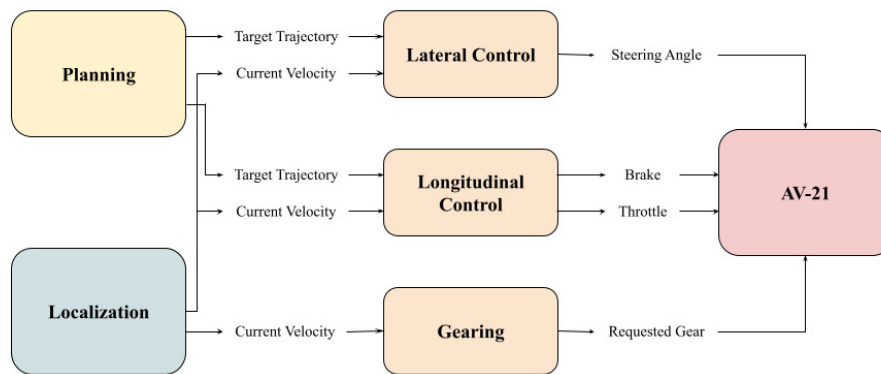 Planning
Target Trajectory
Current Velocity
Lateral Control
Steering Angle
Target Trajectory
Current Velocity
Longitudinal
Control
Brake
Throttle
AV-21
Localization
Current Velocity
Gearing
Requested Gear